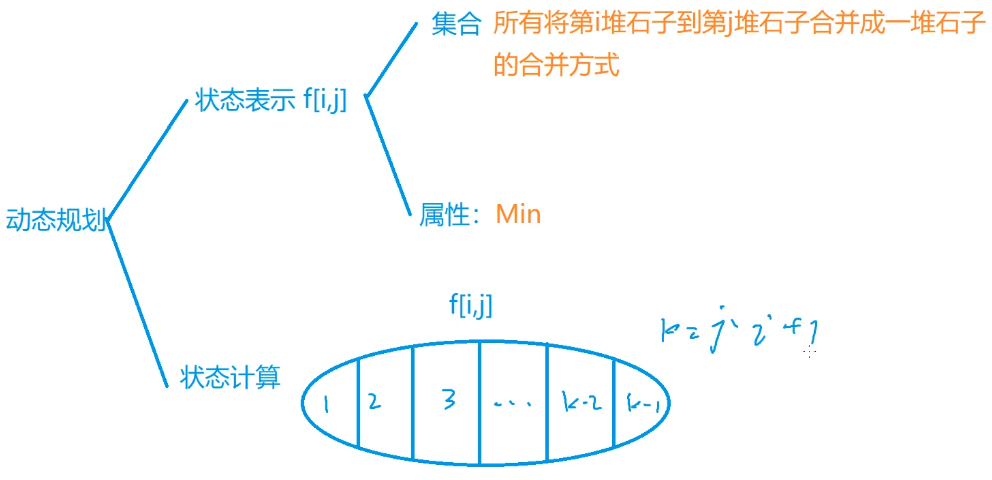 集合 所有将第i堆石子到第j堆石子合并成一堆石子
的合并方式
状态表示 f[i,j]
属性：Min
动态规划
f[i,j]
k=j-i+1
状态计算
1 2 3 ... k-2 k-1